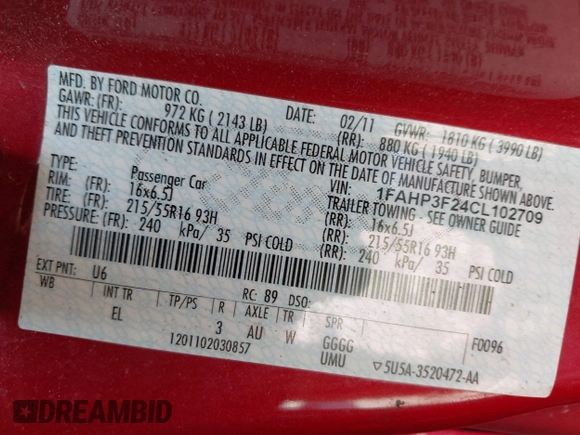 MFD. BY FORD MOTOR CO.
DATE: 02/11 GVWR: 1810 KG ( 3990 LB)
GAWR: (FR): 972 KG ( 2143 LB) (RR): 880 KG ( 1940 LB)
THIS VEHICLE CONFORMS TO ALL APPLICABLE FEDERAL MOTOR VEHICLE SAFETY, BUMPER,
AND THEFT PREVENTION STANDARDS IN EFFECT ON THE DATE OF MANUFACTURE SHOWN ABOVE.
VIN: 1FAHP3F24CL102709
TYPE: Passenger Car TRAILER TOWING - SEE OWNER GUIDE
RIM: (FR): 16x6.5J (RR): 16x6.5J
TIRE: (FR): 215/55R16 93H (RR): 215/55R16 93H
PRESSURE: (FR): 240 kPa/ 35 PSI COLD (RR): 240 kPa/ 35 PSI COLD
EXT PNT: U6 RC: 89 DSO: F0096
WB INT TR TP/PS R AXLE TR SPR
EL 3 AU W GGGG
1201102030857 UMU ▽5U5A-3520472-AA
DREAMBID